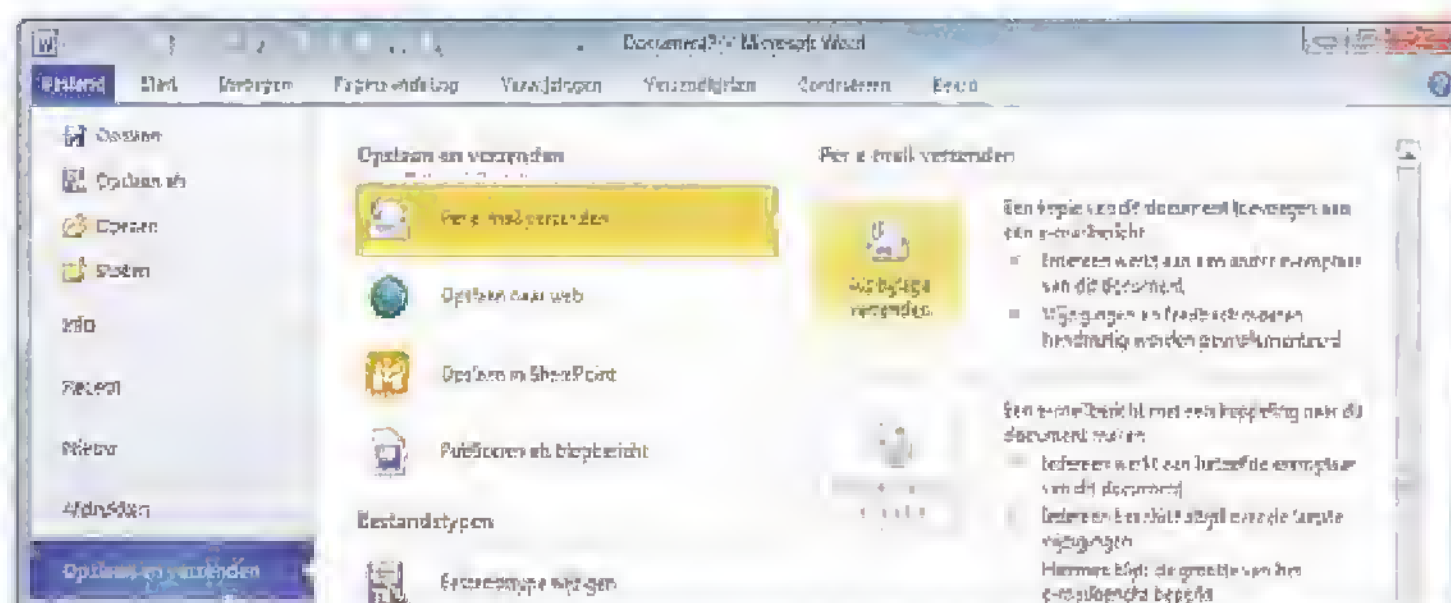 W
Document2 - Microsoft Word
Bestand Start Invoegen Pagina-indeling Verwijzingen Verzendlijsten Controleren Beeld
Opslaan
Opslaan als
Openen
Sluiten
Info
Recent
Nieuw
Afdrukken
Opslaan en verzenden
Opslaan en verzenden
Per e-mail verzenden
Opslaan naar web
Opslaan in SharePoint
Publiceren als blogbericht
Bestandstypen
Bestandstype wijzigen
Per e-mail verzenden
Als bijlage
verzenden
Een kopie van dit document toevoegen aan
een e-mailbericht
Iedereen werkt aan een ander exemplaar
van dit document
Wijzigingen en feedback moeten
handmatig worden gedocumenteerd
Een e-mailbericht met een koppeling naar dit
document maken
Iedereen werkt aan hetzelfde exemplaar
van dit document
Iedereen beschikt altijd over de laatste
wijzigingen
Hiermee blijft de grootte van het
e-mailbericht beperkt